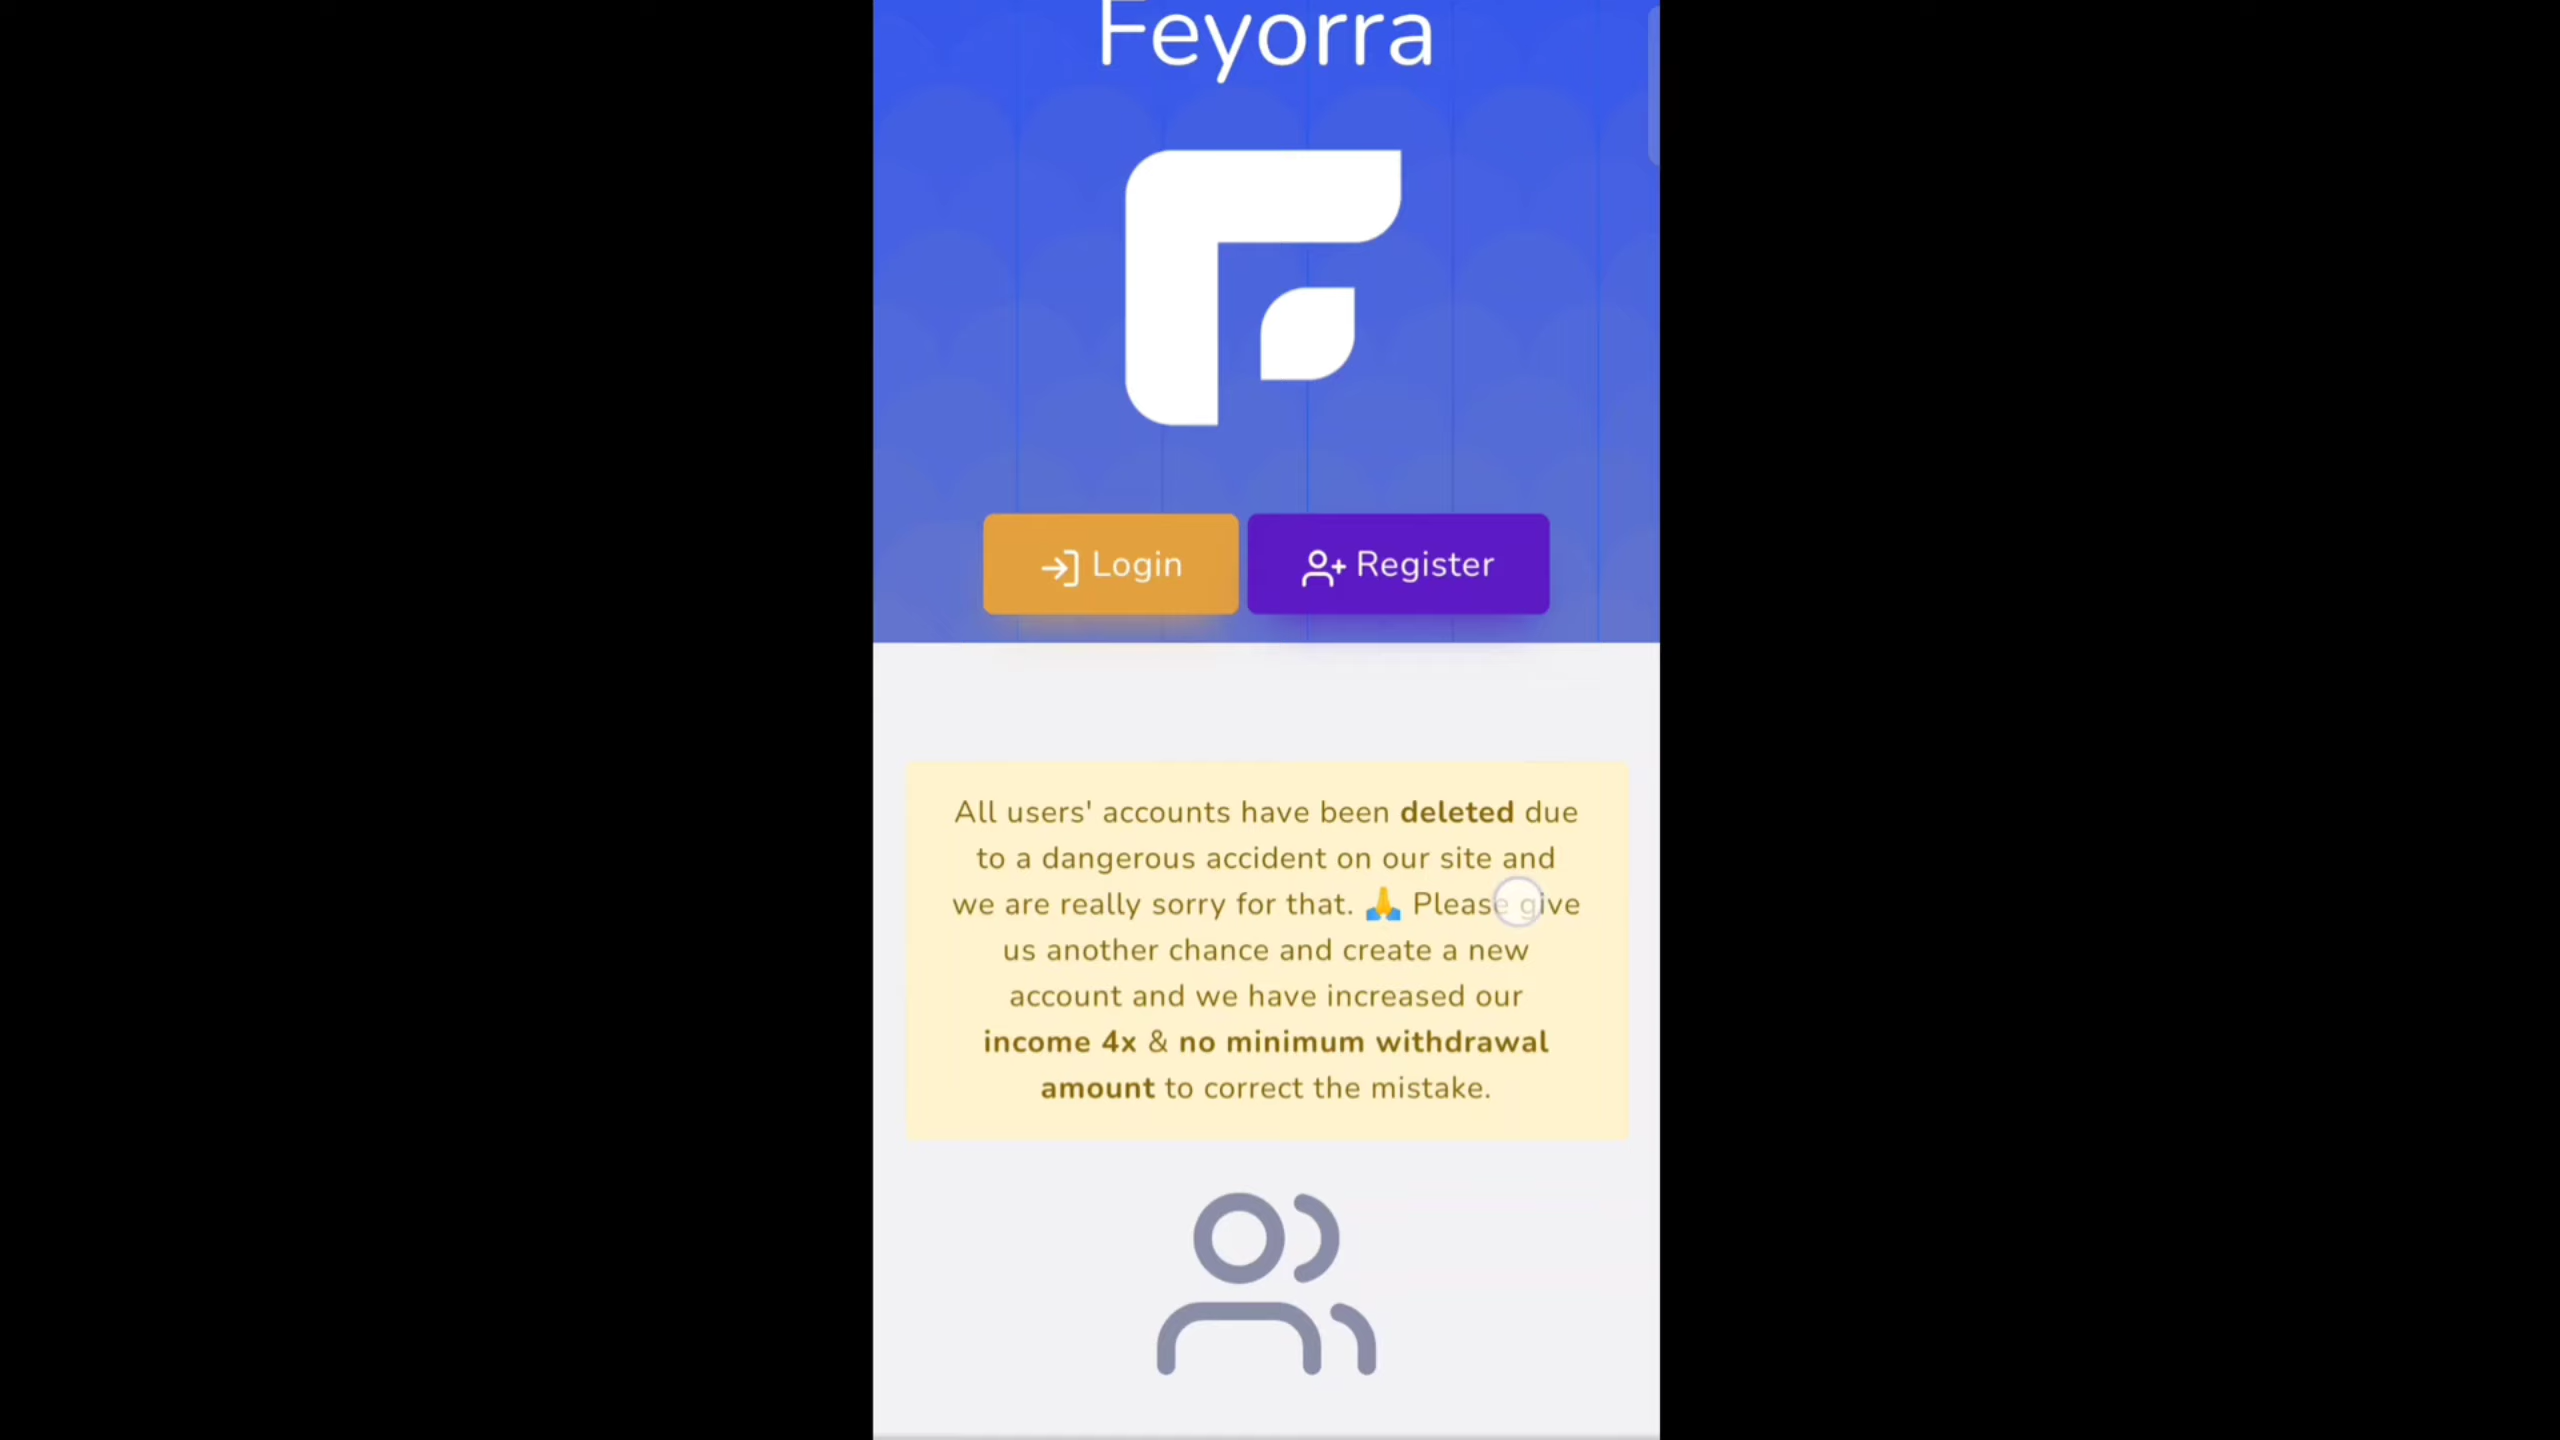 Feyorra
Login
Register
All users' accounts have been deleted due
to a dangerous accident on our site and
we are really sorry for that. 🙏 Please give
us another chance and create a new
account and we have increased our
income 4x & no minimum withdrawal
amount to correct the mistake.